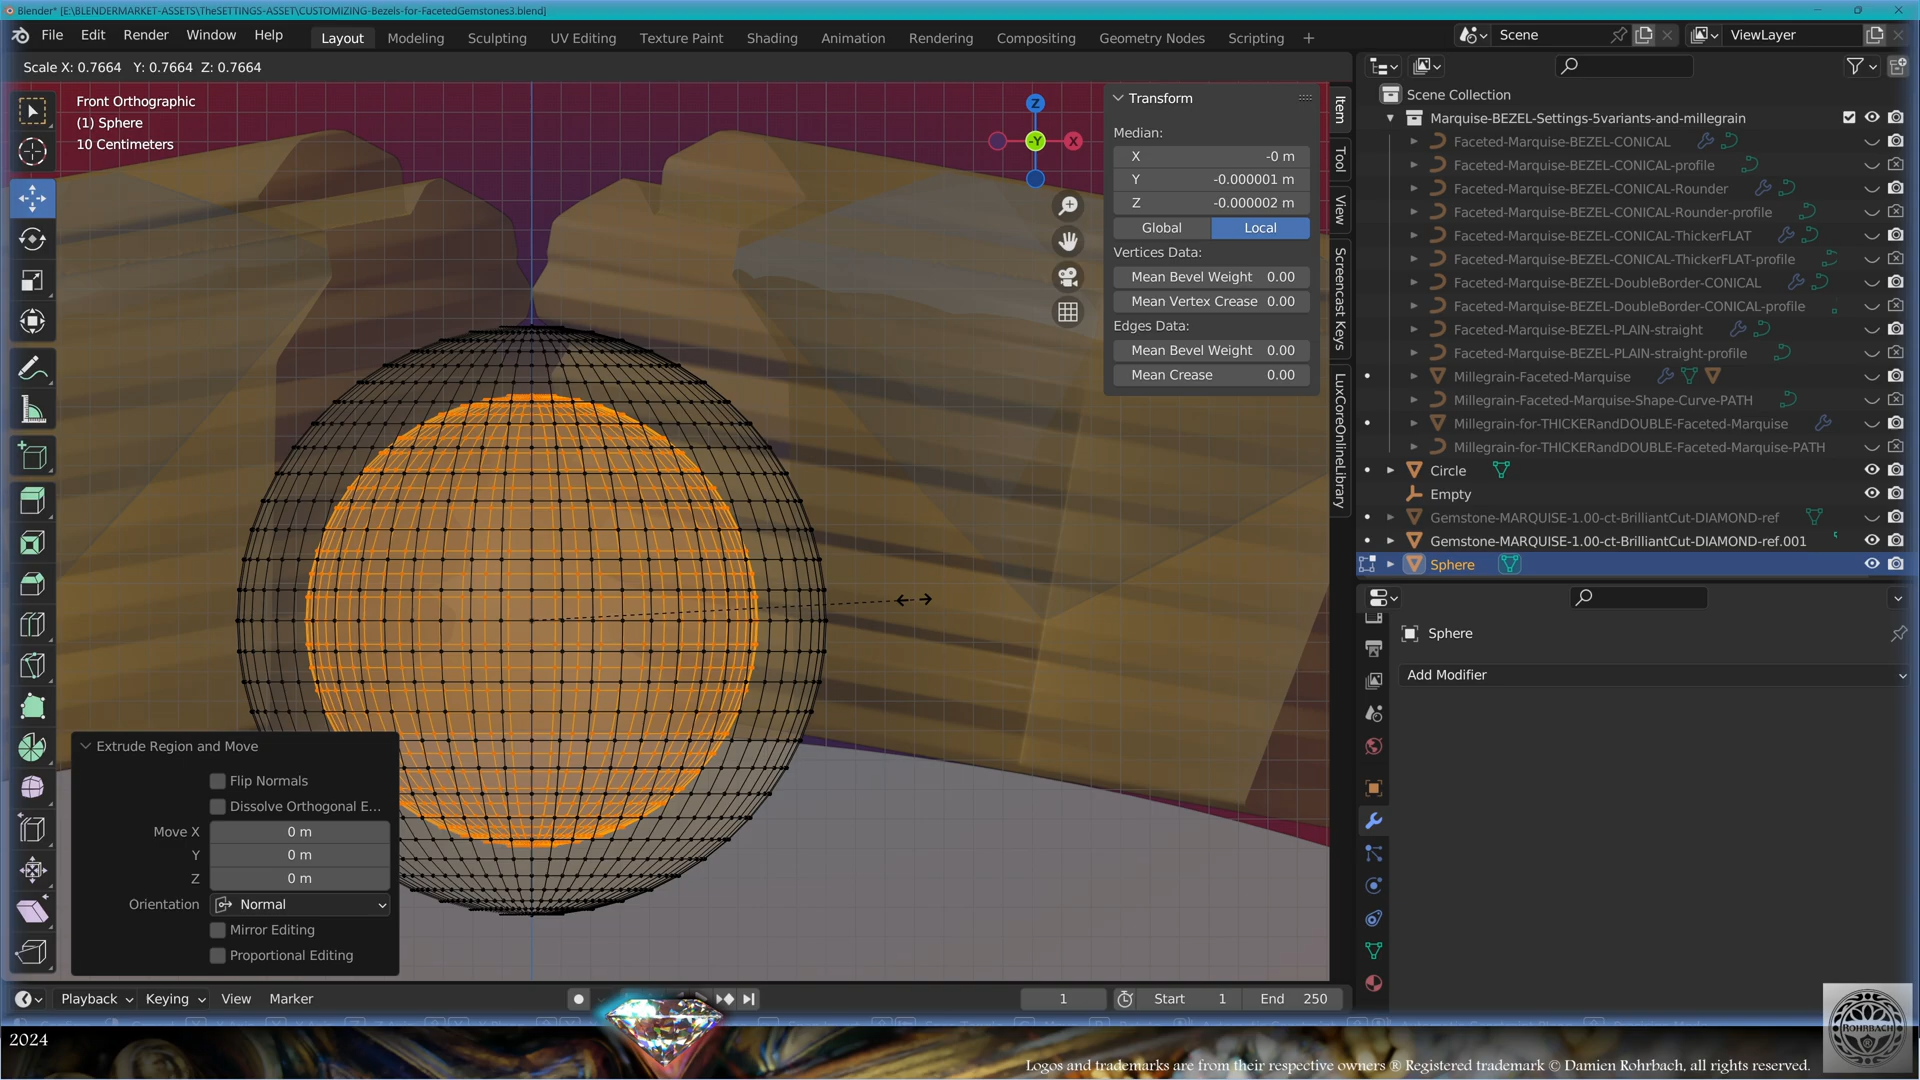 Blender* [E:\BLENDERMARKET-ASSETS\TheSETTINGS-ASSET\CUSTOMIZING-Bezels-for-FacetedGemstones3.blend]
File Edit Render Window Help Layout Modeling Sculpting UV Editing Texture Paint Shading Animation Rendering Compositing Geometry Nodes Scripting + Scene ViewLayer
Scale X: 0.7664 Y: 0.7664 Z: 0.7664
Front Orthographic
(1) Sphere
10 Centimeters
Z
-Y
X
Transform
Median:
X -0 m
Y -0.000001 m
Z -0.000002 m
Global Local
Vertices Data:
Mean Bevel Weight 0.00
Mean Vertex Crease 0.00
Edges Data:
Mean Bevel Weight 0.00
Mean Crease 0.00
Item
Tool
View
Screencast Keys
LuxCoreOnlineLibrary
Scene Collection
Marquise-BEZEL-Settings-5variants-and-millegrain
Faceted-Marquise-BEZEL-CONICAL
Faceted-Marquise-BEZEL-CONICAL-profile
Faceted-Marquise-BEZEL-CONICAL-Rounder
Faceted-Marquise-BEZEL-CONICAL-Rounder-profile
Faceted-Marquise-BEZEL-CONICAL-ThickerFLAT
Faceted-Marquise-BEZEL-CONICAL-ThickerFLAT-profile
Faceted-Marquise-BEZEL-DoubleBorder-CONICAL
Faceted-Marquise-BEZEL-DoubleBorder-CONICAL-profile
Faceted-Marquise-BEZEL-PLAIN-straight
Faceted-Marquise-BEZEL-PLAIN-straight-profile
Millegrain-Faceted-Marquise
Millegrain-Faceted-Marquise-Shape-Curve-PATH
Millegrain-for-THICKERandDOUBLE-Faceted-Marquise
Millegrain-for-THICKERandDOUBLE-Faceted-Marquise-PATH
Circle
Empty
Gemstone-MARQUISE-1.00-ct-BrilliantCut-DIAMOND-ref
Gemstone-MARQUISE-1.00-ct-BrilliantCut-DIAMOND-ref.001
Sphere
Sphere
Add Modifier
Extrude Region and Move
Flip Normals
Dissolve Orthogonal E...
Move X 0 m
Y 0 m
Z 0 m
Orientation Normal
Mirror Editing
Proportional Editing
Playback Keying View Marker 1 Start 1 End 250
2024
ROHRBACH
®
Logos and trademarks are from their respective owners ® Registered trademark © Damien Rohrbach, all rights reserved.